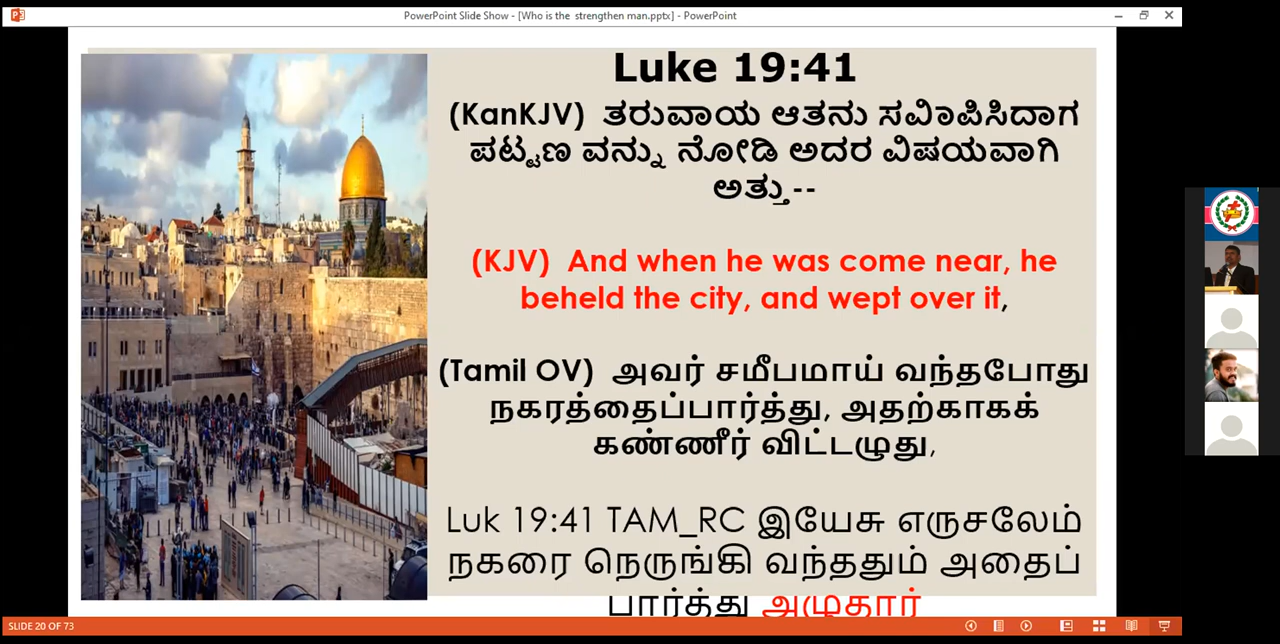 PowerPoint Slide Show - [Who is the strengthen man.pptx] - PowerPoint
Luke 19:41
(KanKJV) ತರುವಾಯ ಆತನು ಸವಿಾಪಿಸಿದಾಗ
ಪಟ್ಟಣ ವನ್ನು ನೋಡಿ ಅದರ ವಿಷಯವಾಗಿ
ಅತ್ತು--
(KJV) And when he was come near, he
beheld the city, and wept over it,
(Tamil OV) அவர் சமீபமாய் வந்தபோது
நகரத்தைப்பார்த்து, அதற்காகக்
கண்ணீர் விட்டழுது,
Luk 19:41 TAM_RC இயேசு எருசலேம்
நகரை நெருங்கி வந்ததும் அதைப்
பார்த்து அழுதார்
SLIDE 20 OF 73